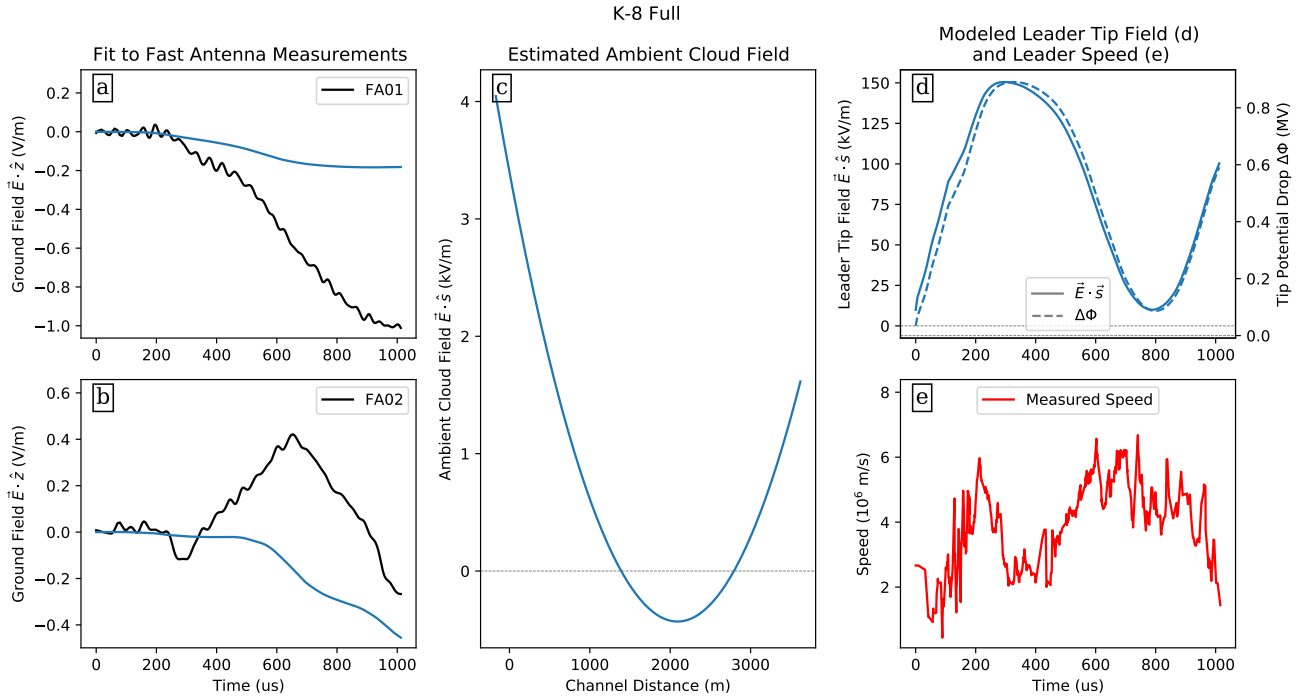 K-8 Full
Fit to Fast Antenna Measurements
a
FA01
0.2
0.0
−0.2
−0.4
−0.6
−0.8
−1.0
Ground Field E⃗ · ẑ (V/m)
0
200
400
600
800
1000
b
FA02
0.6
0.4
0.2
0.0
−0.2
−0.4
Ground Field E⃗ · ẑ (V/m)
0
200
400
600
800
1000
Time (us)
Estimated Ambient Cloud Field
c
4
3
2
1
0
Ambient Cloud Field E⃗ · ŝ (kV/m)
0
1000
2000
3000
Channel Distance (m)
Modeled Leader Tip Field (d)
and Leader Speed (e)
d
150
125
100
75
50
25
0
Leader Tip Field E⃗ · ŝ (kV/m)
E⃗ · s⃗
ΔΦ
0.8
0.6
0.4
0.2
0.0
Tip Potential Drop ΔΦ (MV)
0
200
400
600
800
1000
e
Measured Speed
8
6
4
2
Speed (10⁶ m/s)
0
200
400
600
800
1000
Time (us)